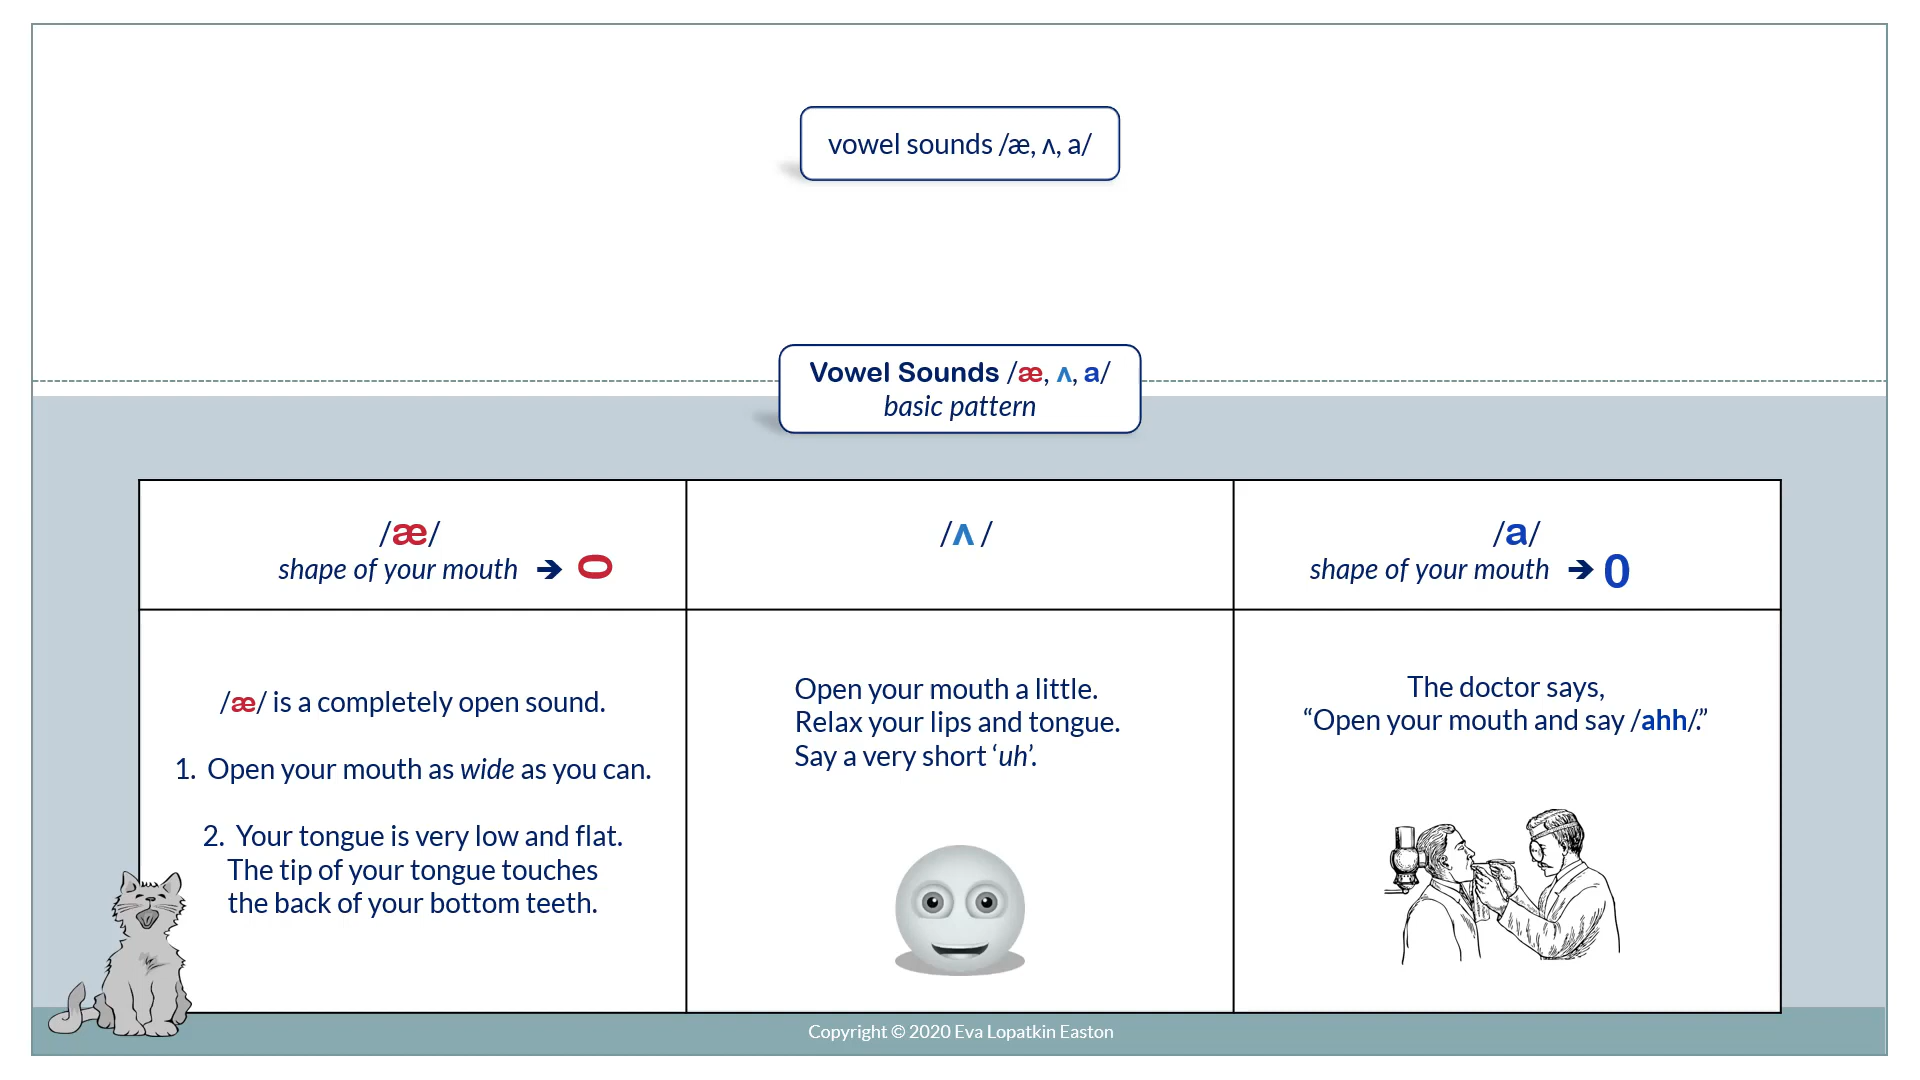 vowel sounds /æ, ʌ, a/
Vowel Sounds /æ, ʌ, a/
basic pattern
/æ/
shape of your mouth ➔ 0
/ʌ /
/a/
shape of your mouth ➔ 0
/æ/ is a completely open sound.
1. Open your mouth as wide as you can.
2. Your tongue is very low and flat.
The tip of your tongue touches
the back of your bottom teeth.
Open your mouth a little.
Relax your lips and tongue.
Say a very short ‘uh’.
The doctor says,
“Open your mouth and say /ahh/.”
Copyright © 2020 Eva Lopatkin Easton